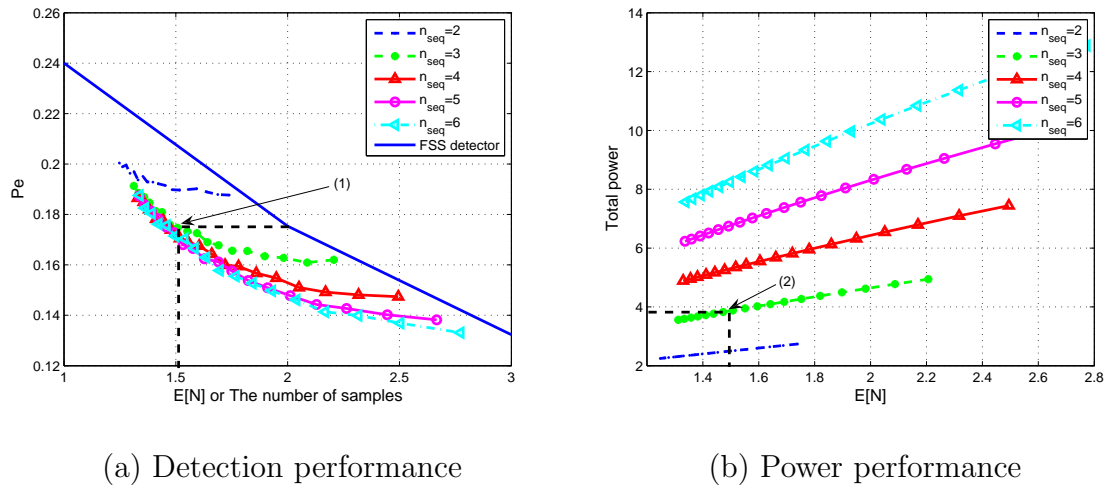 0.26
0.24
0.22
0.2
0.18
0.16
0.14
0.12
Pe
1
1.5
2
2.5
3
E[N] or The number of samples
n_seq=2
n_seq=3
n_seq=4
n_seq=5
n_seq=6
FSS detector
(1)
14
12
10
8
6
4
2
Total power
1.4
1.6
1.8
2
2.2
2.4
2.6
2.8
E[N]
n_seq=2
n_seq=3
n_seq=4
n_seq=5
n_seq=6
(2)
(a) Detection performance
(b) Power performance